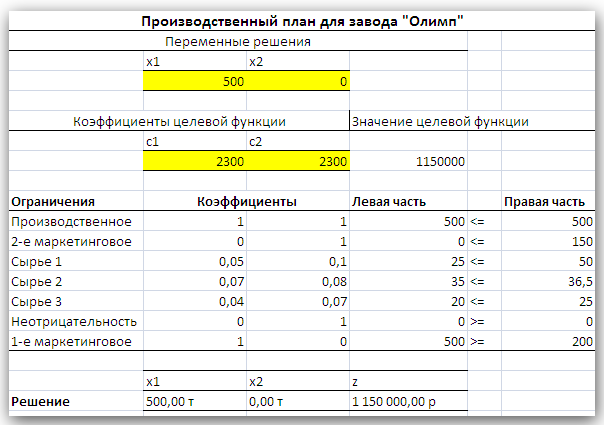 Производственный план для завода "Олимп"
Переменные решения
x1 x2
500 0
Коэффициенты целевой функции Значение целевой функции
c1 c2
2300 2300 1150000
Ограничения Коэффициенты Левая часть Правая часть
Производственное 1 1 500 <= 500
2-е маркетинговое 0 1 0 <= 150
Сырье 1 0,05 0,1 25 <= 50
Сырье 2 0,07 0,08 35 <= 36,5
Сырье 3 0,04 0,07 20 <= 25
Неотрицательность 0 1 0 >= 0
1-е маркетинговое 1 0 500 >= 200
x1 x2 z
Решение 500,00 т 0,00 т 1 150 000,00 р